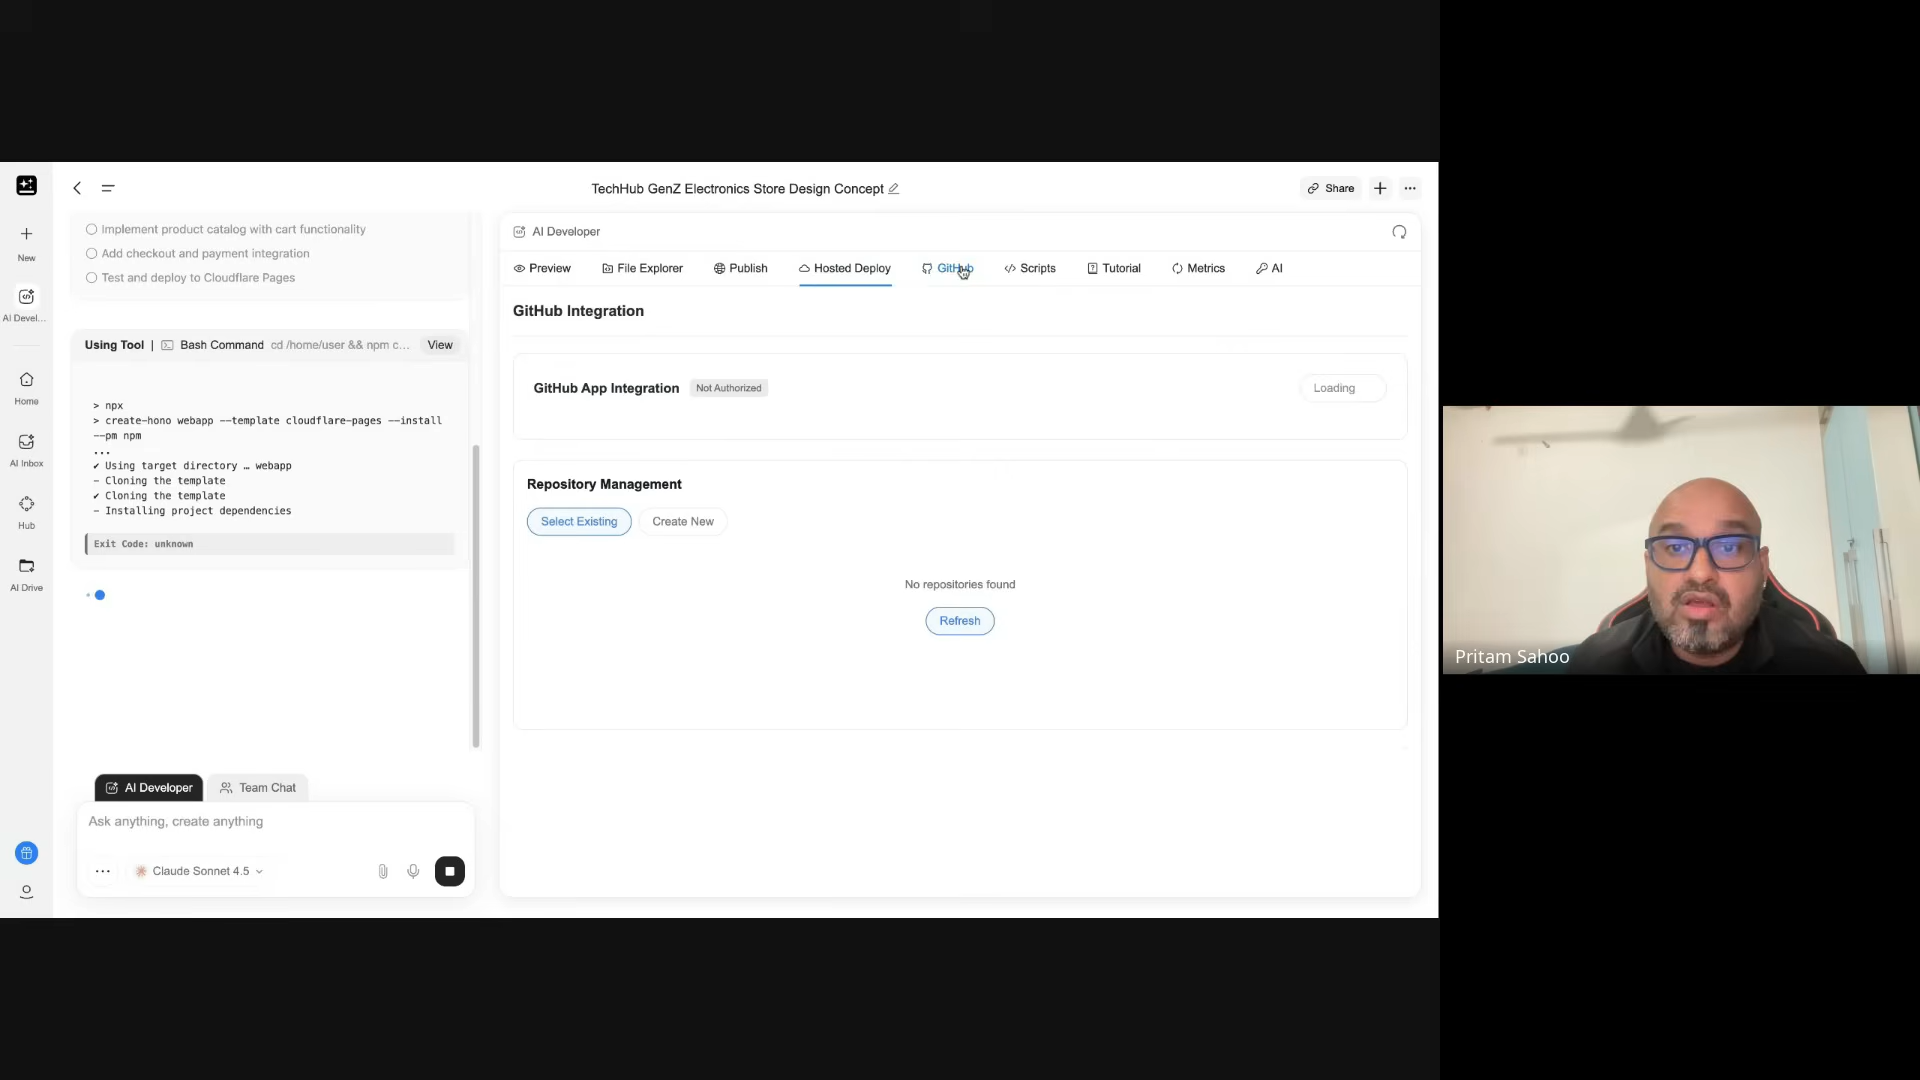 TechHub GenZ Electronics Store Design Concept
Share
New
AI Devel...
Home
AI Inbox
Hub
AI Drive
Implement product catalog with cart functionality
Add checkout and payment integration
Test and deploy to Cloudflare Pages
Using Tool | Bash Command cd /home/user && npm c... View
> npx
> create-hono webapp --template cloudflare-pages --install
--pm npm
...
✔ Using target directory … webapp
- Cloning the template
✔ Cloning the template
- Installing project dependencies
Exit Code: unknown
AI Developer Team Chat
Ask anything, create anything
Claude Sonnet 4.5
AI Developer
Preview File Explorer Publish Hosted Deploy GitHub Scripts Tutorial Metrics AI
GitHub Integration
GitHub App Integration Not Authorized Loading
Repository Management
Select Existing Create New
No repositories found
Refresh
Pritam Sahoo